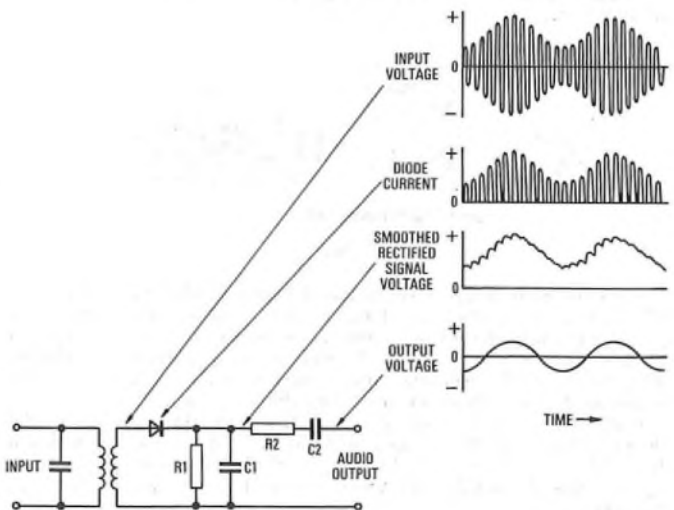 +
INPUT
VOLTAGE
0
−
+
DIODE
CURRENT
0
SMOOTHED
RECTIFIED
SIGNAL
VOLTAGE
+
0
OUTPUT
VOLTAGE
+
0
−
TIME →
INPUT
R1
C1
R2
C2
AUDIO
OUTPUT